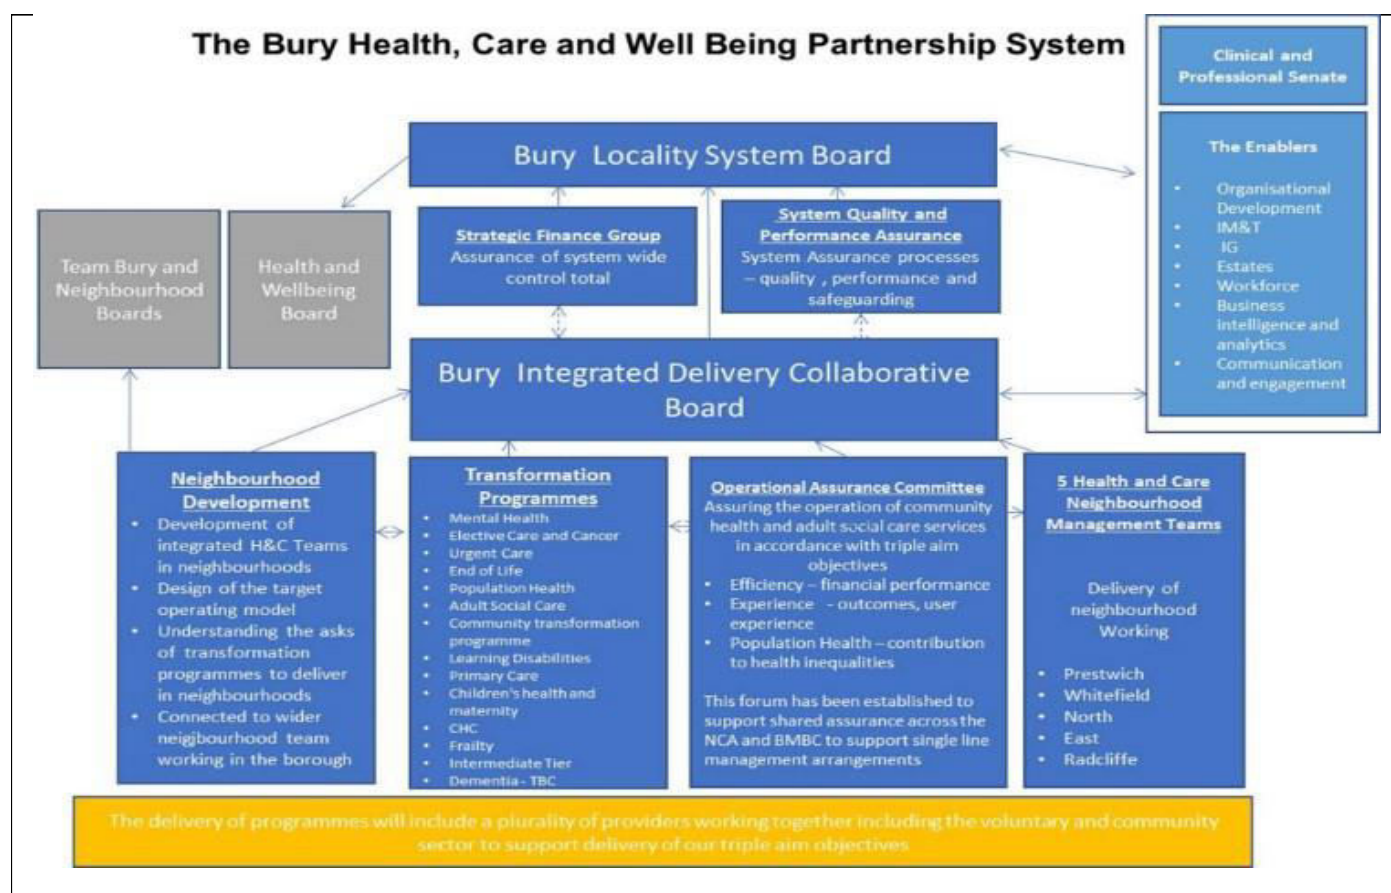 The Bury Health, Care and Well Being Partnership System
Clinical and
Professional Senate
The Enablers
• Organisational
Development
• IM&T
• IG
• Estates
• Workforce
• Business
intelligence and
analytics
• Communication
and engagement
Bury Locality System Board
Team Bury and
Neighbourhood
Boards
Health and
Wellbeing
Board
Strategic Finance Group
Assurance of system wide
control total
System Quality and
Performance Assurance
System Assurance processes
– quality , performance and
safeguarding
Bury Integrated Delivery Collaborative
Board
Neighbourhood
Development
• Development of
integrated H&C Teams
in neighbourhoods
• Design of the target
operating model
• Understanding the asks
of transformation
programmes to deliver
in neighbourhoods
• Connected to wider
neigjbourhood team
working in the borough
Transformation
Programmes
• Mental Health
• Elective Care and Cancer
• Urgent Care
• End of Life
• Population Health
• Adult Social Care
• Community transformation
programme
• Learning Disabilities
• Primary Care
• Children's health and
maternity
• CHC
• Frailty
• Intermediate Tier
• Dementia - TBC
Operational Assurance Committee
Assuring the operation of community
health and adult social care services
in accordance with triple aim
objectives
• Efficiency – financial performance
• Experience - outcomes, user
experience
• Population Health – contribution
to health inequalities
This forum has been established to
support shared assurance across the
NCA and BMBC to support single line
management arrangements
5 Health and Care
Neighbourhood
Management Teams
Delivery of
neighbourhood
Working
• Prestwich
• Whitefield
• North
• East
• Radcliffe
The delivery of programmes will include a plurality of providers working together including the voluntary and community
sector to support delivery of our triple aim objectives